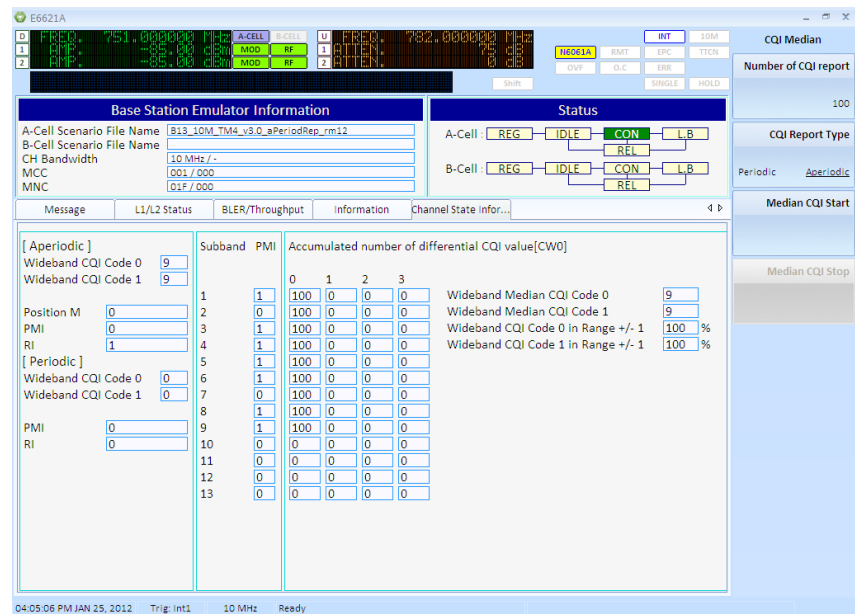 E6621A
D FREQ. 751.000000 MHz A-CELL B-CELL U FREQ. 782.000000 MHz INT 10M
1 AMP. -85.00 dBm MOD RF 1 ATTEN. dB N6061A RMT EPC TTCN
2 AMP. -85.00 dBm MOD RF 2 ATTEN. dB OVF O.C ERR
Shift SINGLE HOLD
CQI Median
Number of CQI report
100
CQI Report Type
Periodic Aperiodic
Median CQI Start
Median CQI Stop
Base Station Emulator Information
A-Cell Scenario File Name B13_10M_TM4_v3.0_aPeriodRep_rm12
B-Cell Scenario File Name
CH Bandwidth 10 MHz / -
MCC 001 / 000
MNC 01F / 000
Status
A-Cell : REG IDLE CON L.B
REL
B-Cell : REG IDLE CON L.B
REL
Message L1/L2 Status BLER/Throughput Information Channel State Infor...
[ Aperiodic ]
Wideband CQI Code 0 9
Wideband CQI Code 1 9
Position M 0
PMI 0
RI 1
[ Periodic ]
Wideband CQI Code 0 0
Wideband CQI Code 1 0
PMI 0
RI 0
Subband PMI Accumulated number of differential CQI value[CW0]
0 1 2 3
1 1 100 0 0 0
2 0 100 0 0 0
3 1 100 0 0 0
4 1 100 0 0 0
5 1 100 0 0 0
6 1 100 0 0 0
7 0 100 0 0 0
8 1 100 0 0 0
9 1 100 0 0 0
10 0 0 0 0 0
11 0 0 0 0 0
12 0 0 0 0 0
13 0 0 0 0 0
Wideband Median CQI Code 0 9
Wideband Median CQI Code 1 9
Wideband CQI Code 0 in Range +/- 1 100 %
Wideband CQI Code 1 in Range +/- 1 100 %
04:05:06 PM JAN 25, 2012 Trig: Int1 10 MHz Ready